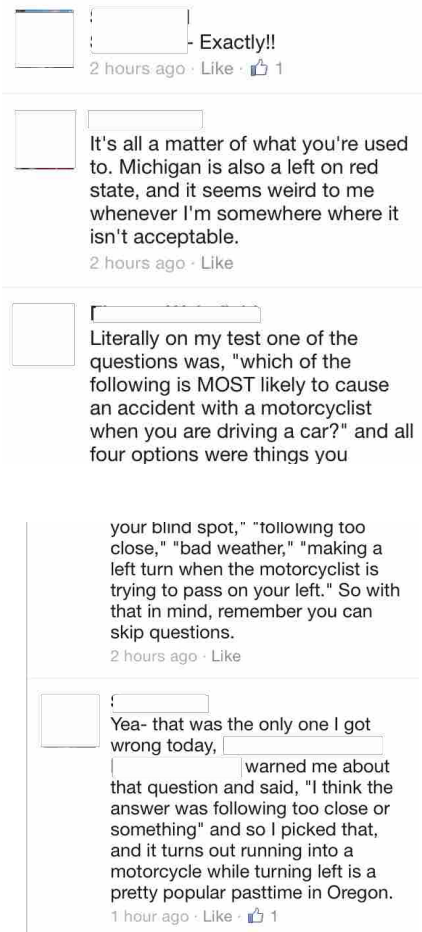 - Exactly!!
2 hours ago · Like · 1
It's all a matter of what you're used
to. Michigan is also a left on red
state, and it seems weird to me
whenever I'm somewhere where it
isn't acceptable.
2 hours ago · Like
Literally on my test one of the
questions was, "which of the
following is MOST likely to cause
an accident with a motorcyclist
when you are driving a car?" and all
four options were things you
your blind spot," "following too
close," "bad weather," "making a
left turn when the motorcyclist is
trying to pass on your left." So with
that in mind, remember you can
skip questions.
2 hours ago · Like
Yea- that was the only one I got
wrong today,
warned me about
that question and said, "I think the
answer was following too close or
something" and so I picked that,
and it turns out running into a
motorcycle while turning left is a
pretty popular pasttime in Oregon.
1 hour ago · Like · 1